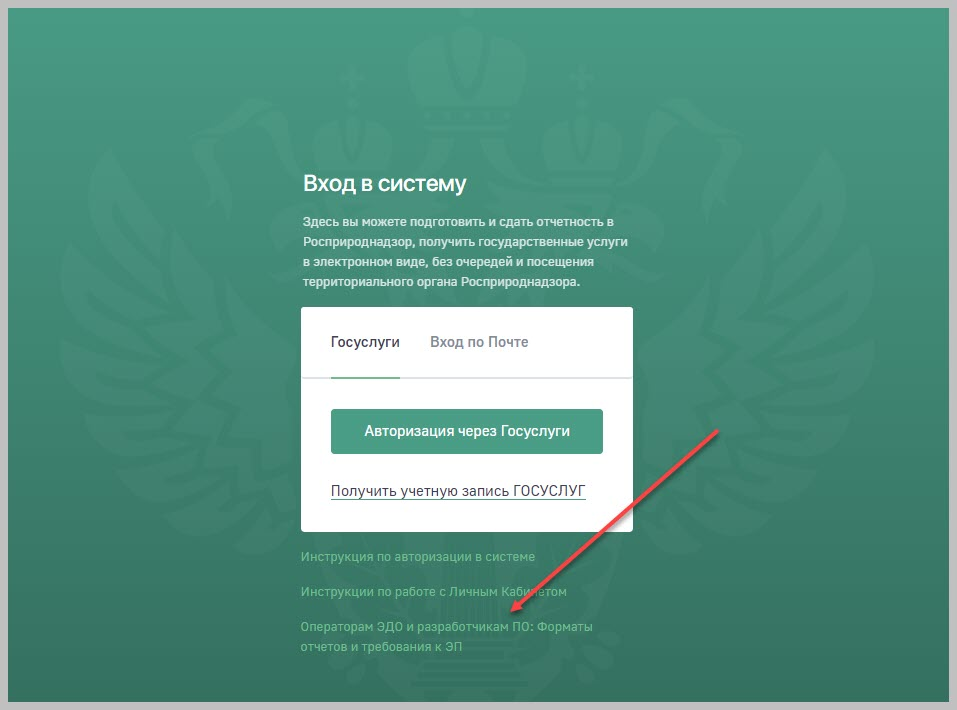 Вход в систему
Здесь вы можете подготовить и сдать отчетность в
Росприроднадзор, получить государственные услуги
в электронном виде, без очередей и посещения
территориального органа Росприроднадзора.
Госуслуги Вход по Почте
Авторизация через Госуслуги
Получить учетную запись ГОСУСЛУГ
Инструкция по авторизации в системе
Инструкции по работе с Личным Кабинетом
Операторам ЭДО и разработчикам ПО: Форматы
отчетов и требования к ЭП